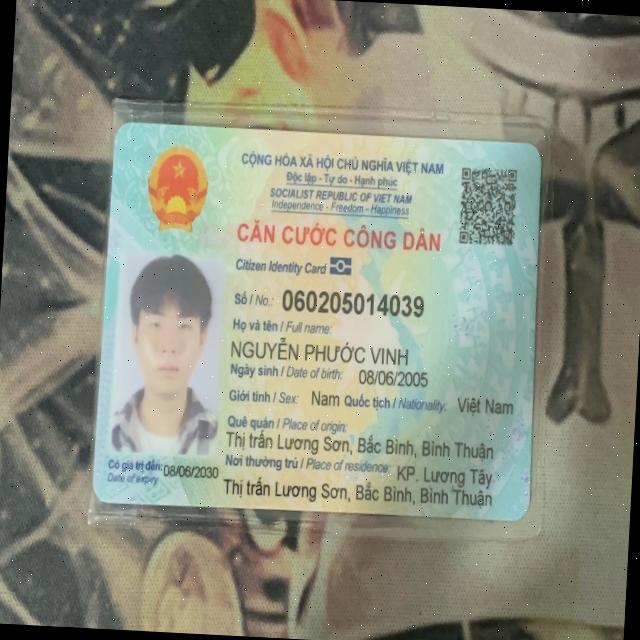 CỘNG HÒA XÃ HỘI CHỦ NGHĨA VIỆT NAM
Độc lập - Tự do - Hạnh phúc
SOCIALIST REPUBLIC OF VIET NAM
Independence - Freedom - Happiness
CĂN CƯỚC CÔNG DÂN
Citizen Identity Card
Số / No.: 060205014039
Họ và tên / Full name:
NGUYỄN PHƯỚC VINH
Ngày sinh / Date of birth: 08/06/2005
Giới tính / Sex: Nam Quốc tịch / Nationality: Việt Nam
Quê quán / Place of origin:
Thị trấn Lương Sơn, Bắc Bình, Bình Thuận
Nơi thường trú / Place of residence: KP. Lương Tây
Thị trấn Lương Sơn, Bắc Bình, Bình Thuận
Có giá trị đến: 08/06/2030
Date of expiry